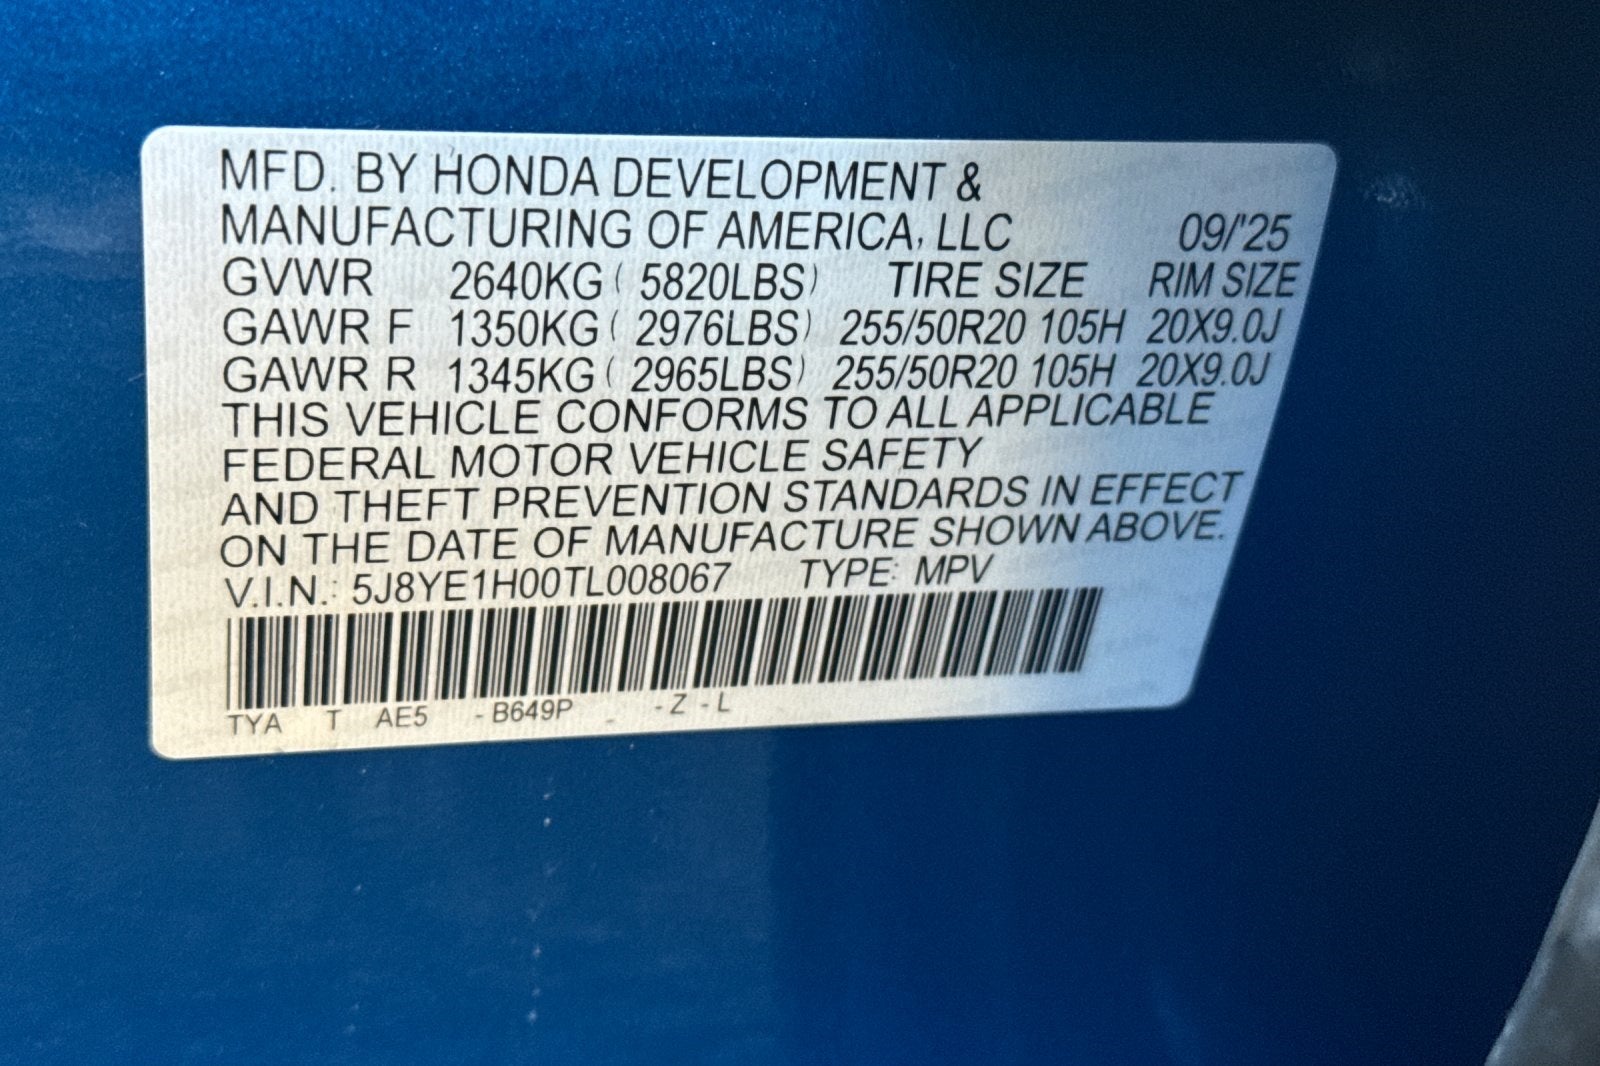 MFD. BY HONDA DEVELOPMENT &
MANUFACTURING OF AMERICA, LLC 09/'25
GVWR 2640KG ( 5820LBS) TIRE SIZE RIM SIZE
GAWR F 1350KG ( 2976LBS) 255/50R20 105H 20X9.0J
GAWR R 1345KG ( 2965LBS) 255/50R20 105H 20X9.0J
THIS VEHICLE CONFORMS TO ALL APPLICABLE
FEDERAL MOTOR VEHICLE SAFETY
AND THEFT PREVENTION STANDARDS IN EFFECT
ON THE DATE OF MANUFACTURE SHOWN ABOVE.
V.I.N.: 5J8YE1H00TL008067 TYPE: MPV
TYA T AE5 - B649P _ - Z - L